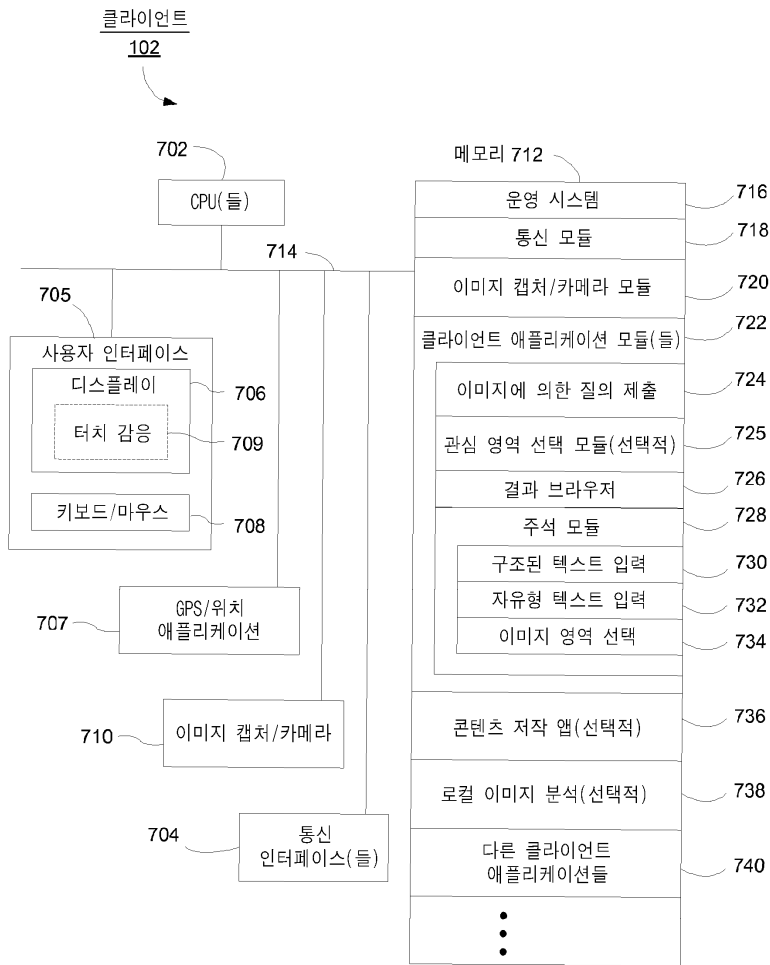 클라이언트
102
702
CPU(들)
714
705
사용자 인터페이스
디스플레이
706
터치 감응
709
키보드/마우스
708
GPS/위치
애플리케이션
707
710
이미지 캡처/카메라
704
통신
인터페이스(들)
메모리 712
운영 시스템
716
통신 모듈
718
이미지 캡처/카메라 모듈
720
클라이언트 애플리케이션 모듈(들)
722
이미지에 의한 질의 제출
724
관심 영역 선택 모듈(선택적)
725
결과 브라우저
726
주석 모듈
728
구조된 텍스트 입력
730
자유형 텍스트 입력
732
이미지 영역 선택
734
콘텐츠 저작 앱(선택적)
736
로컬 이미지 분석(선택적)
738
다른 클라이언트
애플리케이션들
740